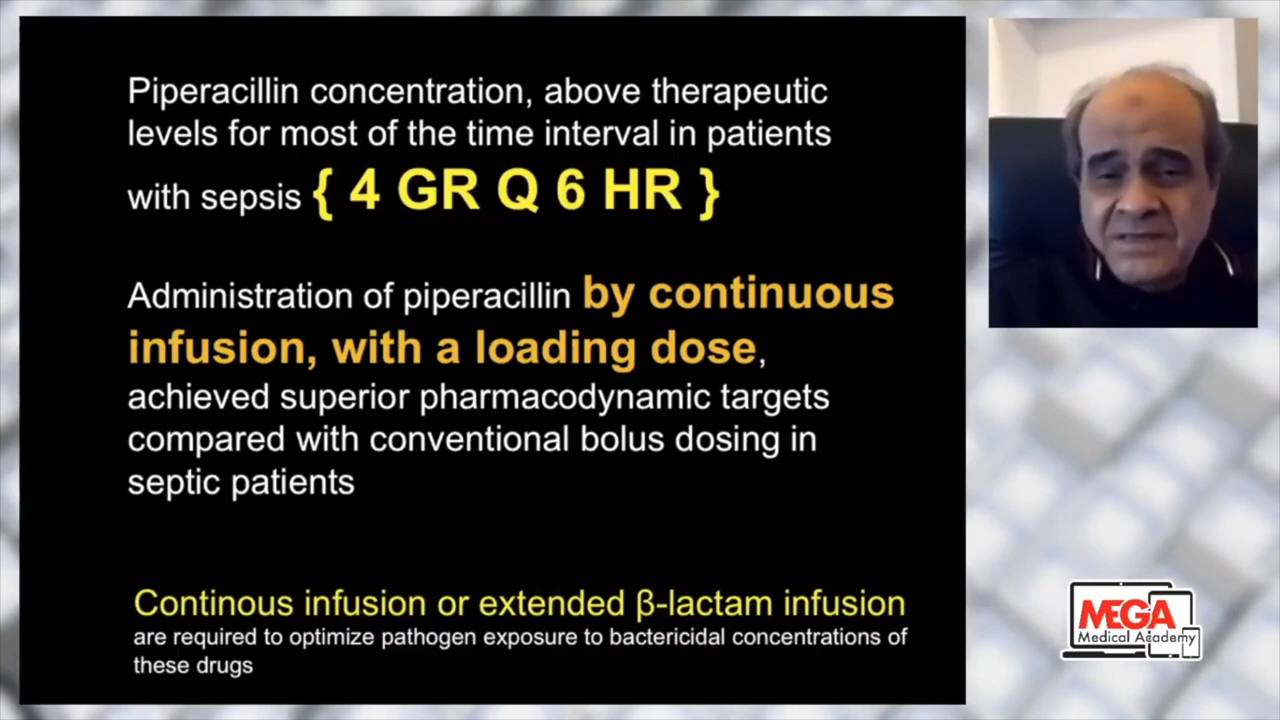 Piperacillin concentration, above therapeutic
levels for most of the time interval in patients
with sepsis { 4 GR Q 6 HR }
Administration of piperacillin by continuous
infusion, with a loading dose,
achieved superior pharmacodynamic targets
compared with conventional bolus dosing in
septic patients
Continous infusion or extended β-lactam infusion
are required to optimize pathogen exposure to bactericidal concentrations of
these drugs
MEGA
Medical Academy